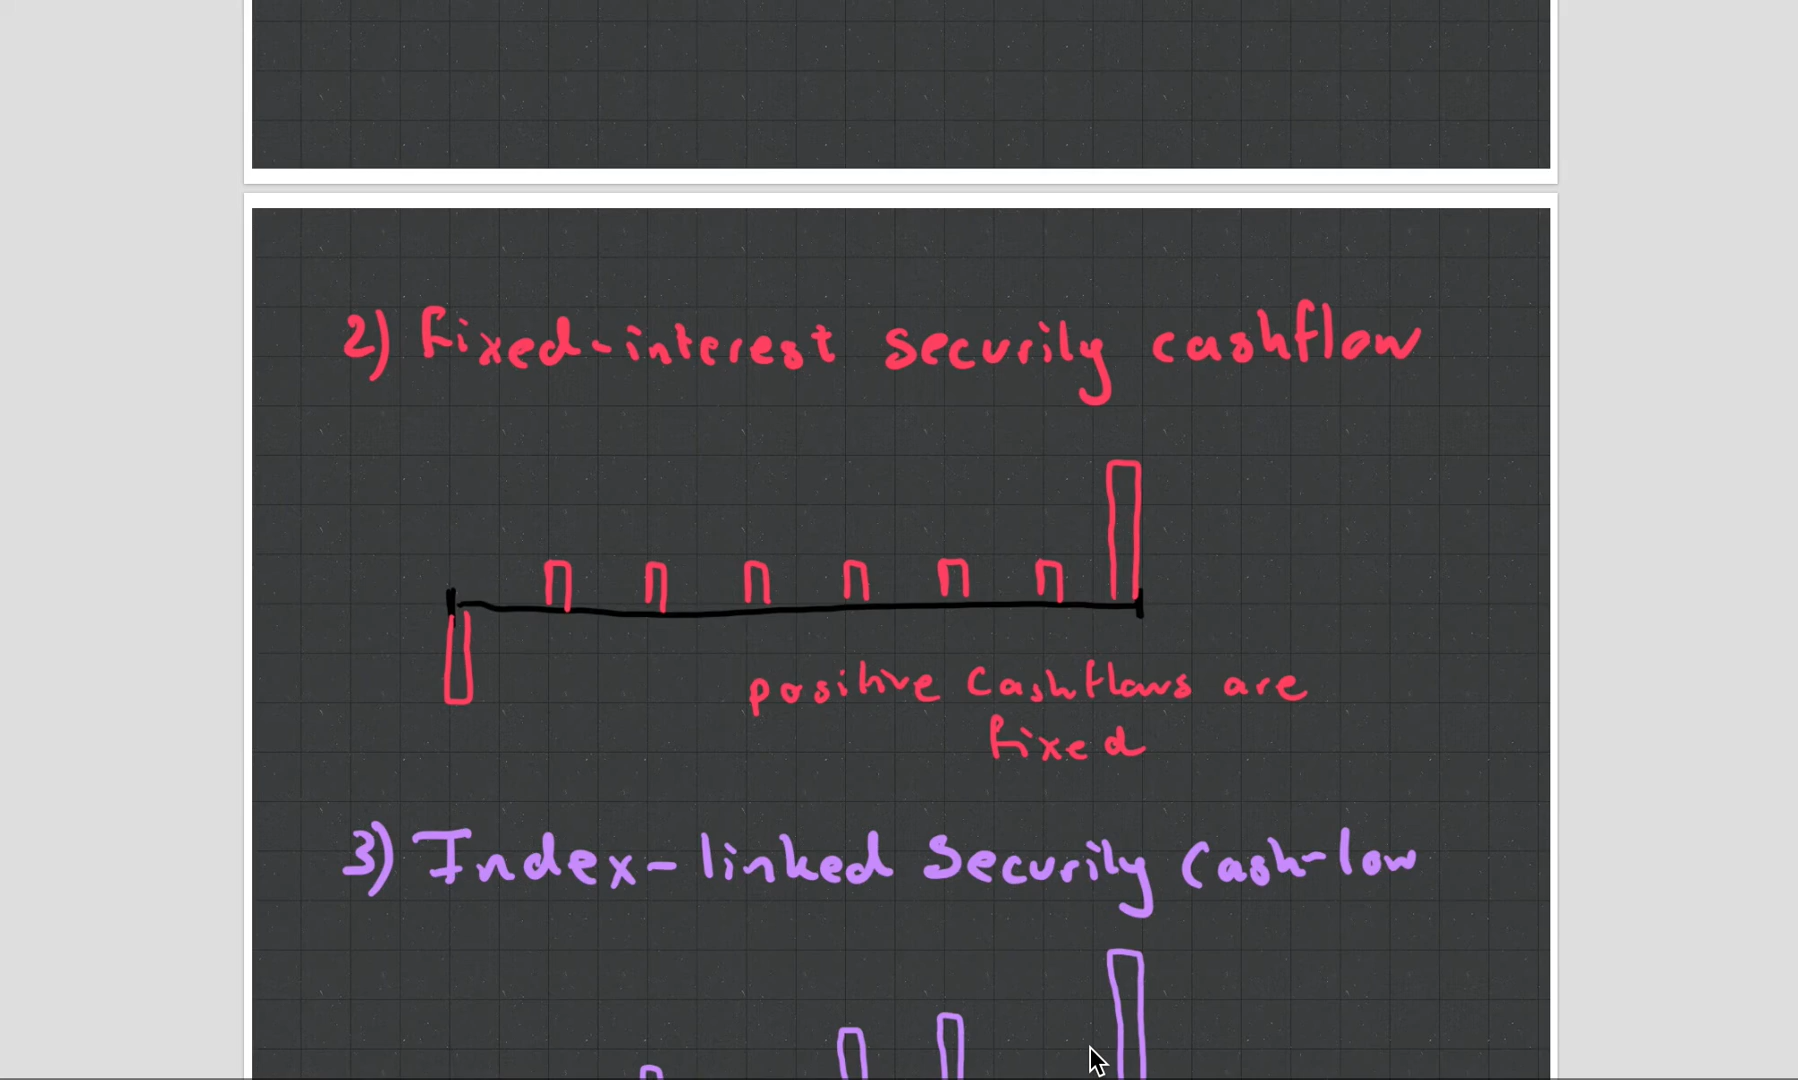 2) Fixed-interest Security cashflow
positive Cashflows are
fixed
3) Index-linked Security Cash-low